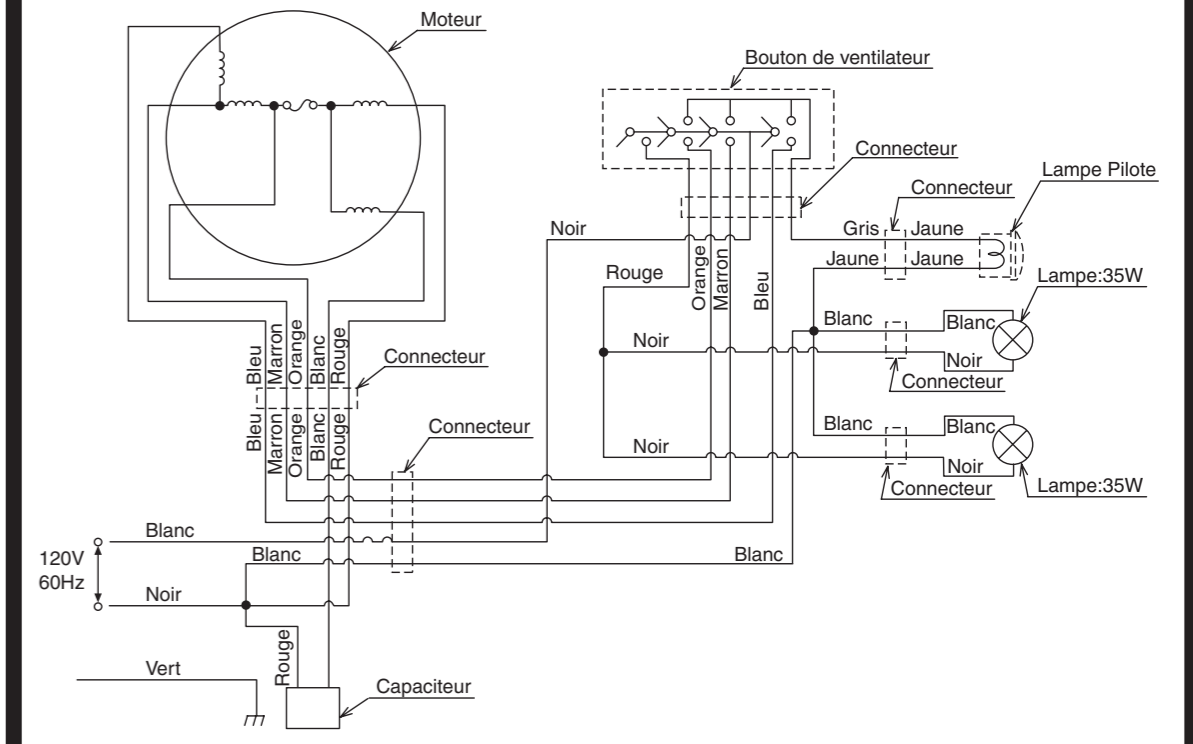 Moteur
Bouton de ventilateur
Connecteur
Connecteur
Lampe Pilote
Noir
Gris
Jaune
Jaune
Jaune
Rouge
Orange
Marron
Bleu
Lampe:35W
Blanc
Blanc
Noir
Noir
Connecteur
Bleu
Marron
Orange
Blanc
Rouge
Connecteur
Bleu
Marron
Orange
Blanc
Rouge
Connecteur
Blanc
Blanc
Noir
Noir
Connecteur
Lampe:35W
Blanc
120V
60Hz
Blanc
Blanc
Noir
Rouge
Vert
Capaciteur